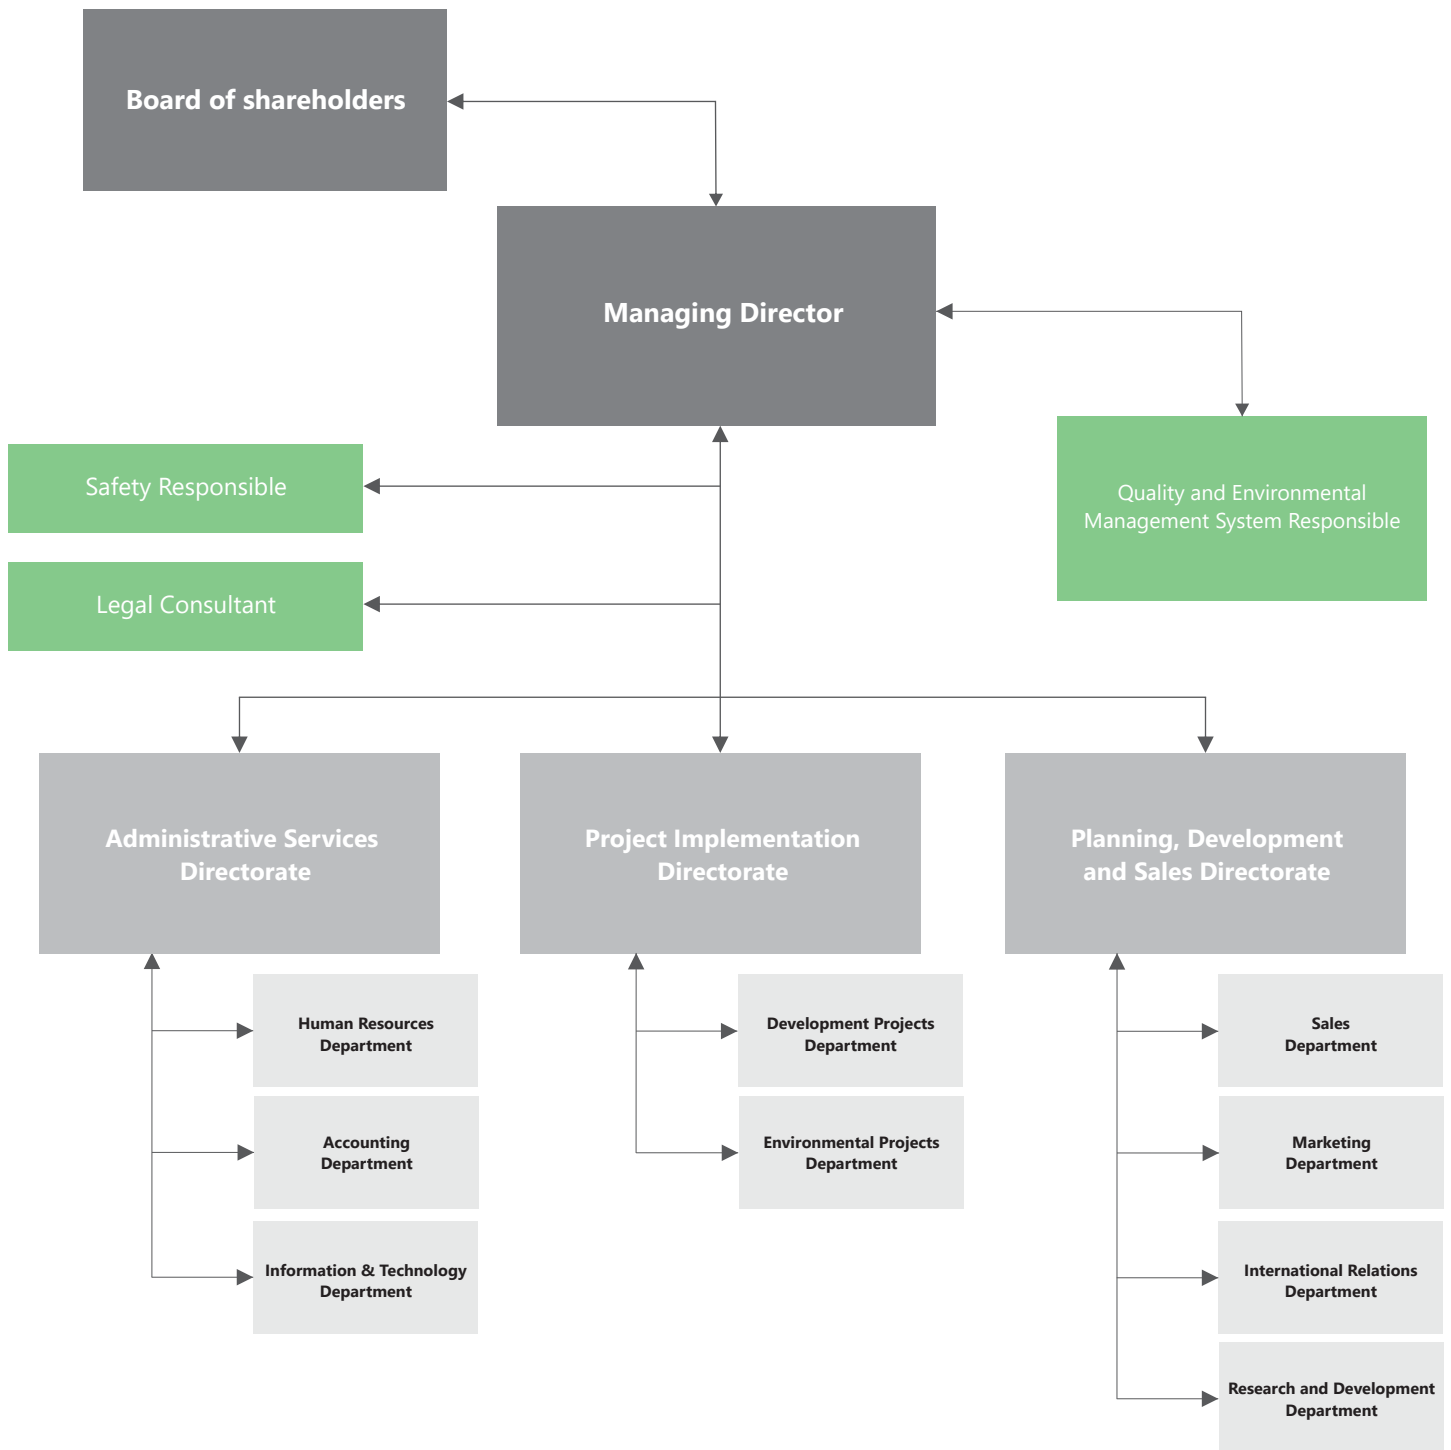 Board of shareholders
Managing Director
Safety Responsible
Quality and Environmental
Management System Responsible
Legal Consultant
Administrative Services
Directorate
Project Implementation
Directorate
Planning, Development
and Sales Directorate
Human Resources
Department
Accounting
Department
Information & Technology
Department
Development Projects
Department
Environmental Projects
Department
Sales
Department
Marketing
Department
International Relations
Department
Research and Development
Department